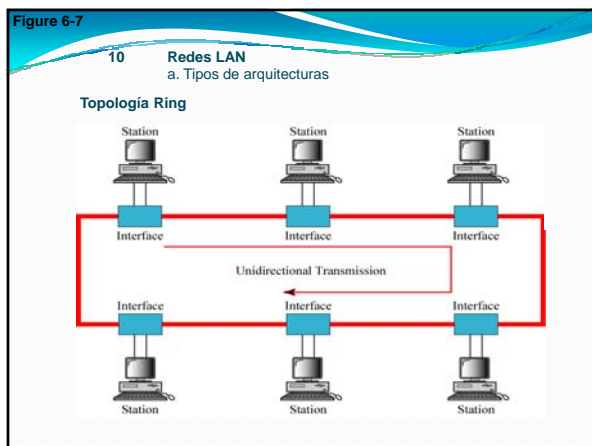 Figure 6-7
10 Redes LAN
a. Tipos de arquitecturas
Topología Ring
Station Station Station
Interface Interface Interface
Unidirectional Transmission
Interface Interface Interface
Station Station Station